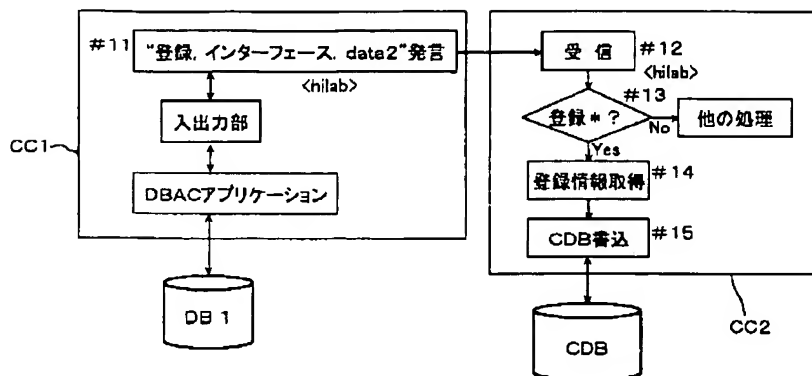 #11
“登録，インターフェース．data2”発言
<hilab>
入出力部
DBACアプリケーション
CC1
DB 1
受 信
#12
<hilab>
#13
登録＊？
No
他の処理
Yes
登録情報取得
#14
CDB書込
#15
CDB
CC2